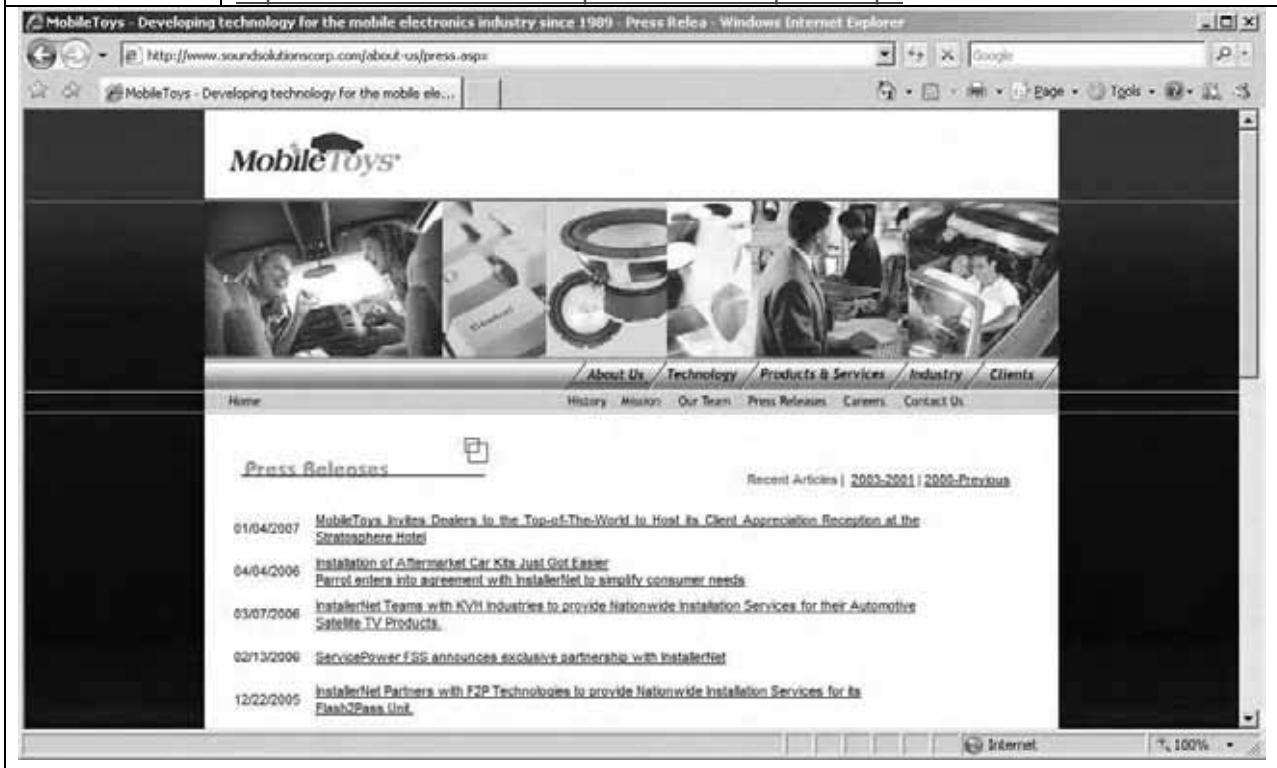 MobileToys - Developing technology for the mobile electronics industry since 1989 - Press Relea - Windows Internet Explorer
http://www.soundsolutionscorp.com/about-us/press.aspx
Google
MobileToys - Developing technology for the mobile ele...
Page
Tools
MobileToys
About Us / Technology / Products & Services / Industry / Clients
Home
History Mission Our Team Press Releases Careers Contact Us
Press Releases
Recent Articles | 2003-2001 | 2000-Previous
01/04/2007 MobileToys Invites Dealers to the Top-of-The-World to Host its Client Appreciation Reception at the
Stratosphere Hotel
04/04/2006 Installation of Aftermarket Car Kits Just Got Easier
Parrot enters into agreement with InstallerNet to simplify consumer needs
03/07/2006 InstallerNet Teams with KVH Industries to provide Nationwide Installation Services for their Automotive
Satellite TV Products.
02/13/2006 ServicePower FSS announces exclusive partnership with InstallerNet
12/22/2005 InstallerNet Partners with F2P Technologies to provide Nationwide Installation Services for its
Flash2Pass Unit.
Internet
100%